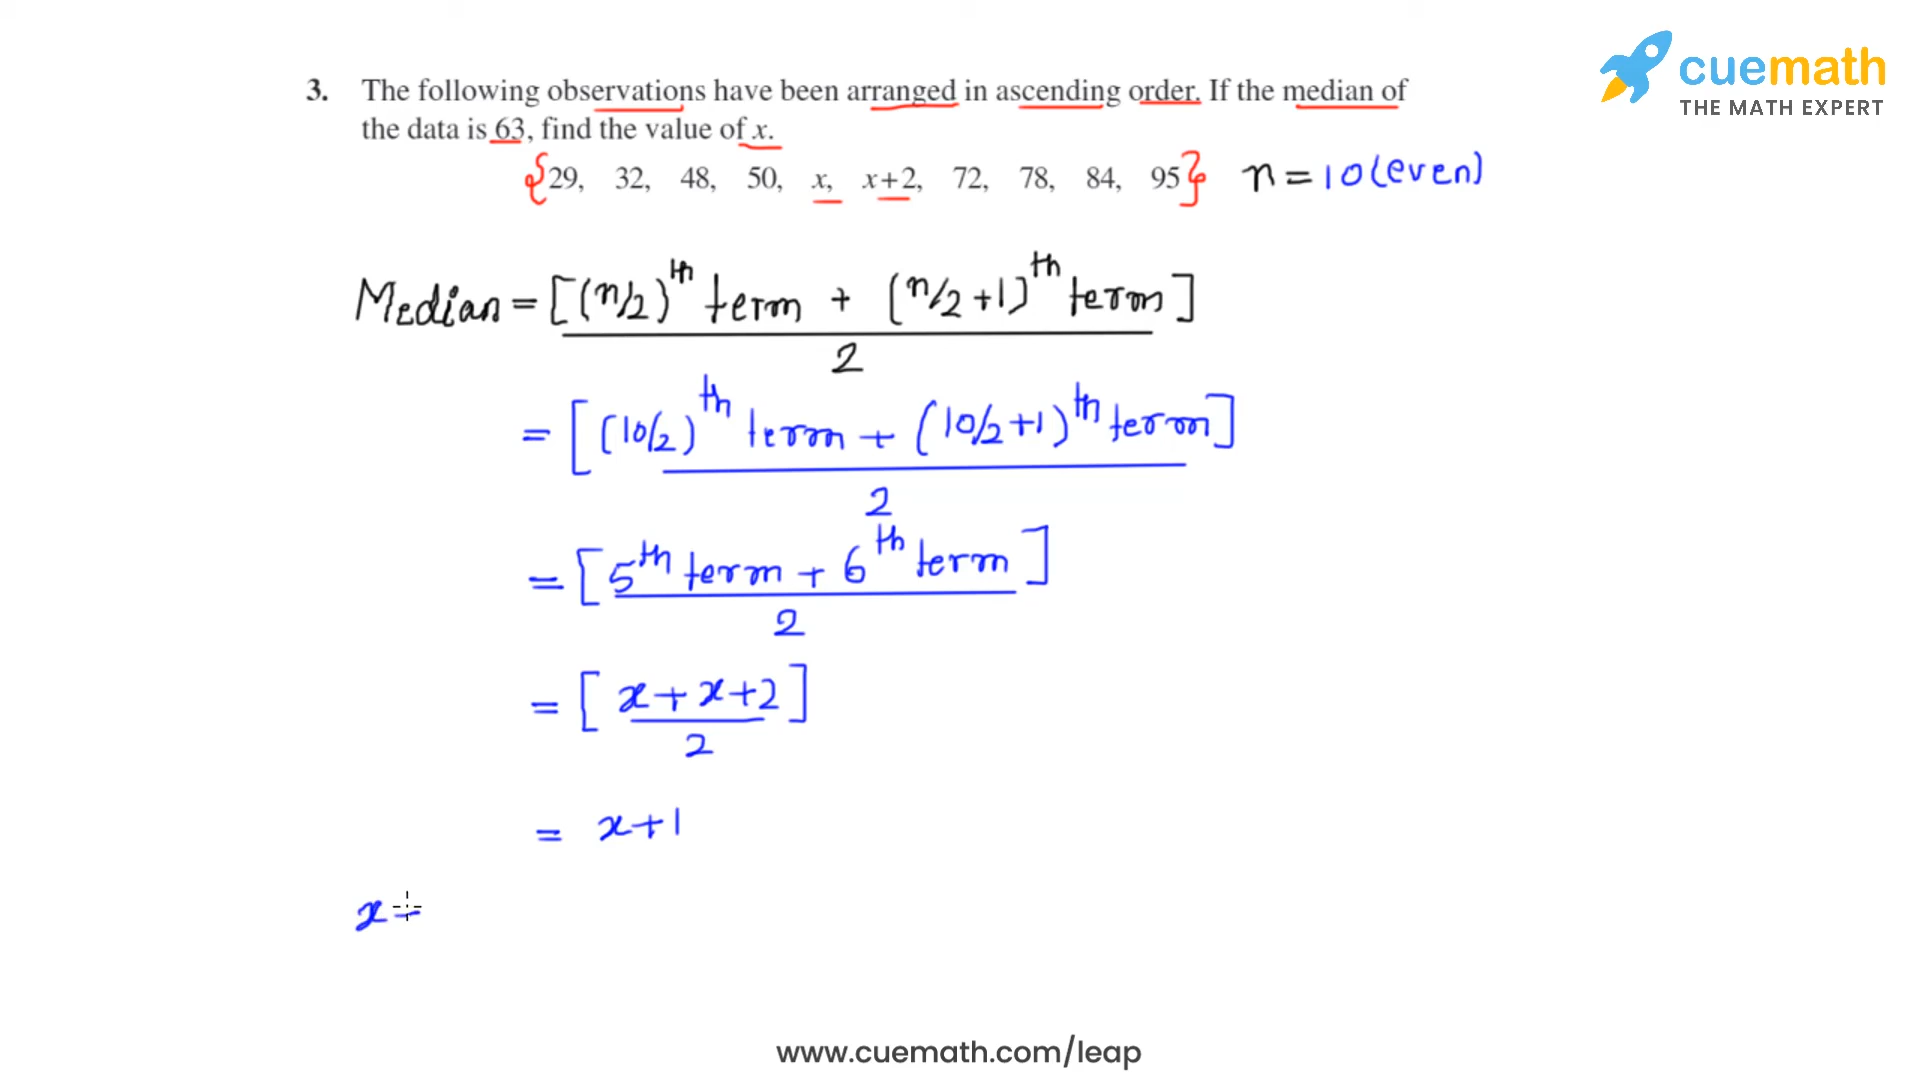 cuemath
THE MATH EXPERT
3. The following observations have been arranged in ascending order. If the median of
the data is 63, find the value of x.
{29, 32, 48, 50, x, x+2, 72, 78, 84, 95} n = 10(even)
Median = [(n/2)th term + (n/2+1)th term]
2
= [(10/2)th term + (10/2+1)th term]
2
= [5th term + 6th term]
2
= [x+x+2]
2
= x+1
x=
www.cuemath.com/leap